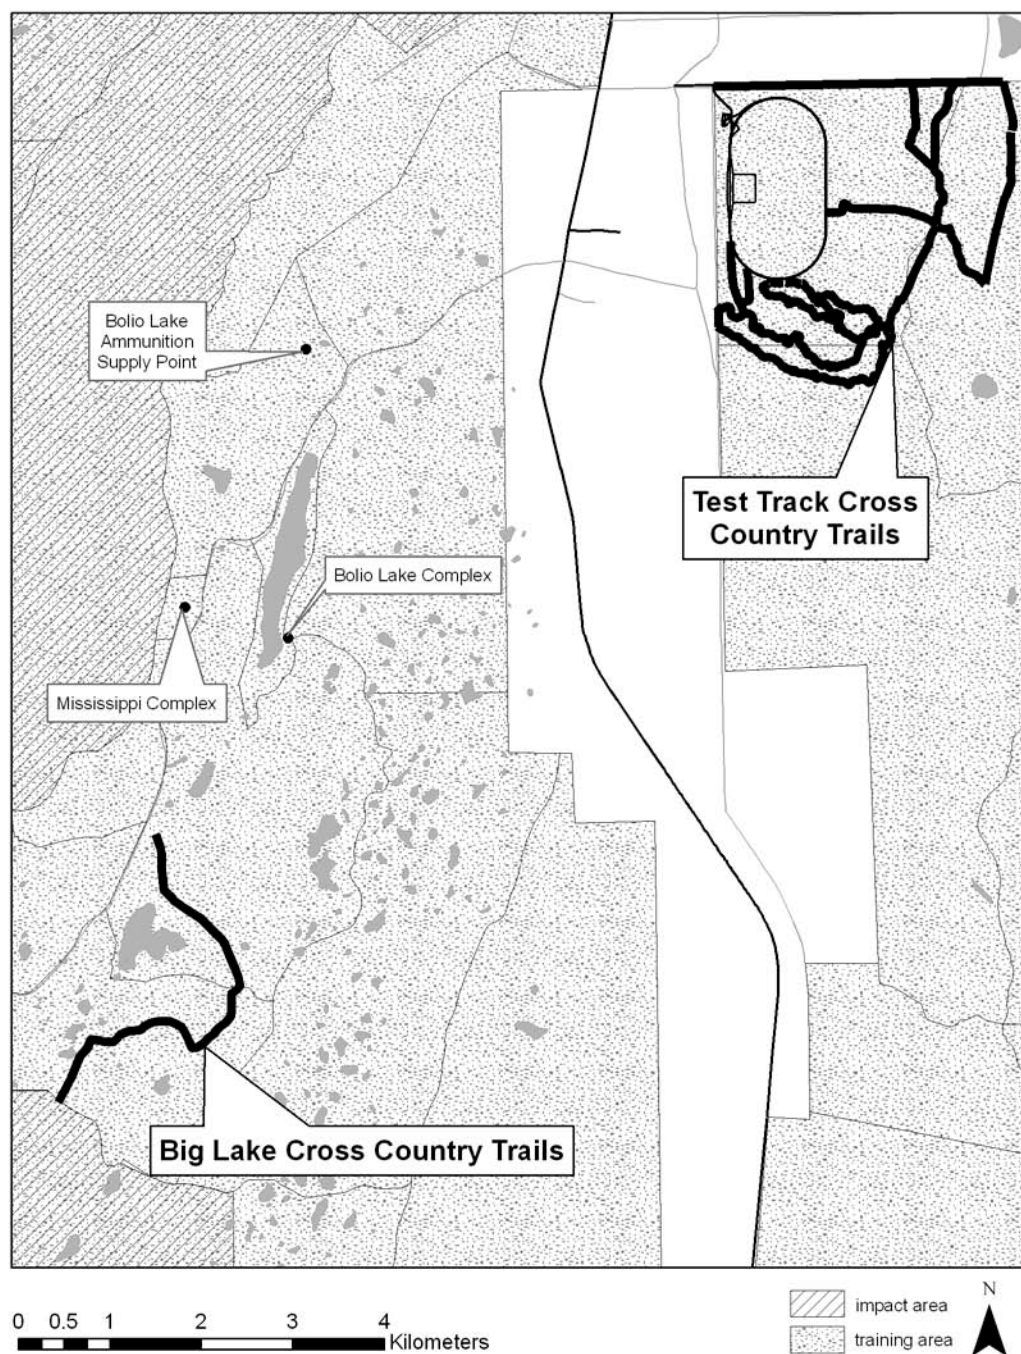 Bolio Lake
Ammunition
Supply Point
Test Track Cross
Country Trails
Bolio Lake Complex
Mississippi Complex
Big Lake Cross Country Trails
0 0.5 1 2 3 4
Kilometers
impact area
training area
N